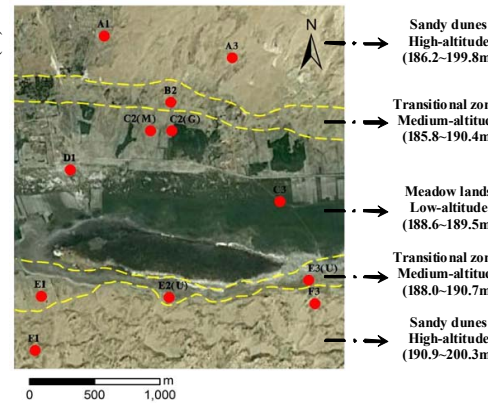 A1
N
A3
Sandy dunes
High-altitude
(186.2~199.8m
B2
C2(M)
C2(G)
Transitional zon
Medium-altitud
(185.8~190.4m
D1
C3
Meadow lands
Low-altitude
(188.6~189.5m
E3(U)
Transitional zon
Medium-altitud
(188.0~190.7m
E1
E2(U)
F3
Sandy dunes
High-altitude
(190.9~200.3m
F1
m
0 500 1,000